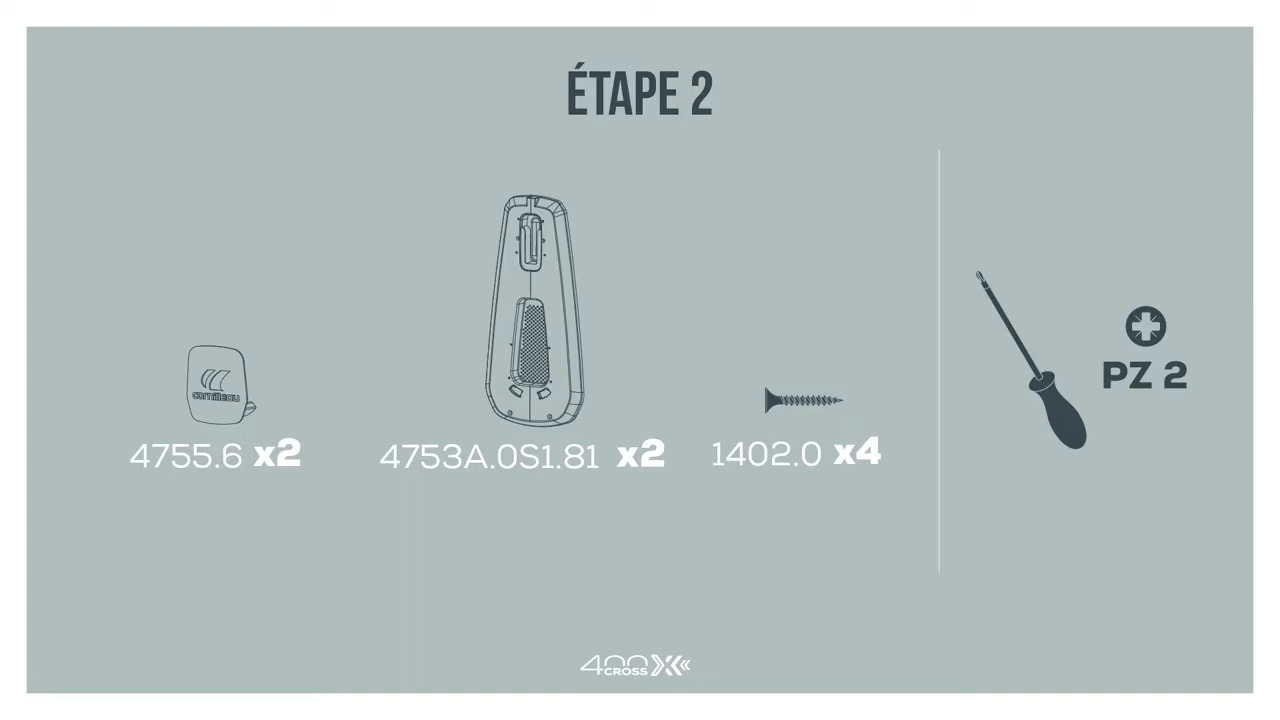 ÉTAPE 2
cornilleau
4755.6 x2
4753A.0S1.81 x2
1402.0 x4
PZ 2
400 CROSS X